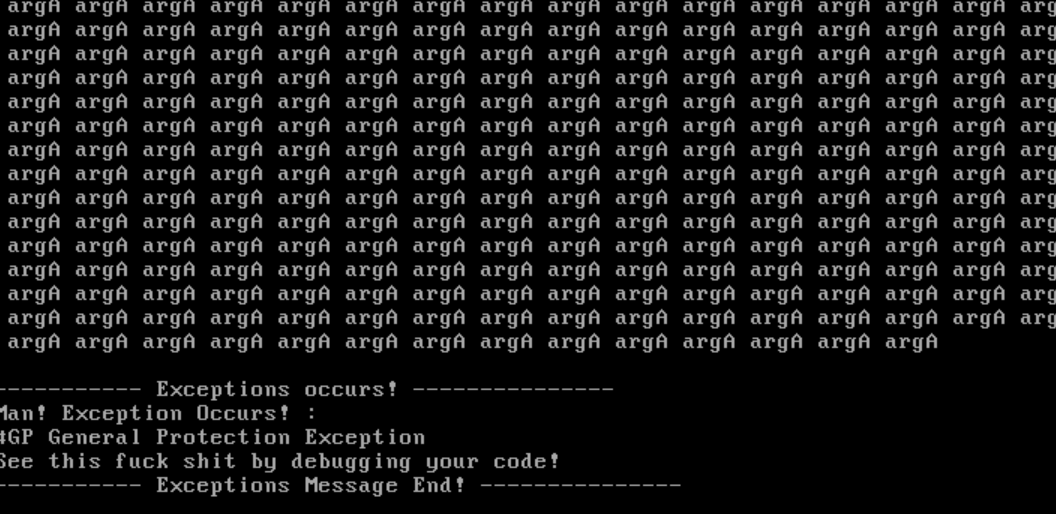 argA argA argA argA argA argA argA argA argA argA argA argA argA argA argA arg
argA argA argA argA argA argA argA argA argA argA argA argA argA argA argA arg
argA argA argA argA argA argA argA argA argA argA argA argA argA argA argA arg
argA argA argA argA argA argA argA argA argA argA argA argA argA argA argA arg
argA argA argA argA argA argA argA argA argA argA argA argA argA argA argA arg
argA argA argA argA argA argA argA argA argA argA argA argA argA argA argA arg
argA argA argA argA argA argA argA argA argA argA argA argA argA argA argA arg
argA argA argA argA argA argA argA argA argA argA argA argA argA argA argA arg
argA argA argA argA argA argA argA argA argA argA argA argA argA argA argA arg
argA argA argA argA argA argA argA argA argA argA argA argA argA argA argA arg
argA argA argA argA argA argA argA argA argA argA argA argA argA argA argA arg
argA argA argA argA argA argA argA argA argA argA argA argA argA argA argA arg
argA argA argA argA argA argA argA argA argA argA argA argA argA argA argA arg
argA argA argA argA argA argA argA argA argA argA argA argA argA argA argA arg
argA argA argA argA argA argA argA argA argA argA argA argA argA argA
----------- Exceptions occurs! ---------------
Man! Exception Occurs! :
#GP General Protection Exception
See this fuck shit by debugging your code!
----------- Exceptions Message End! ---------------